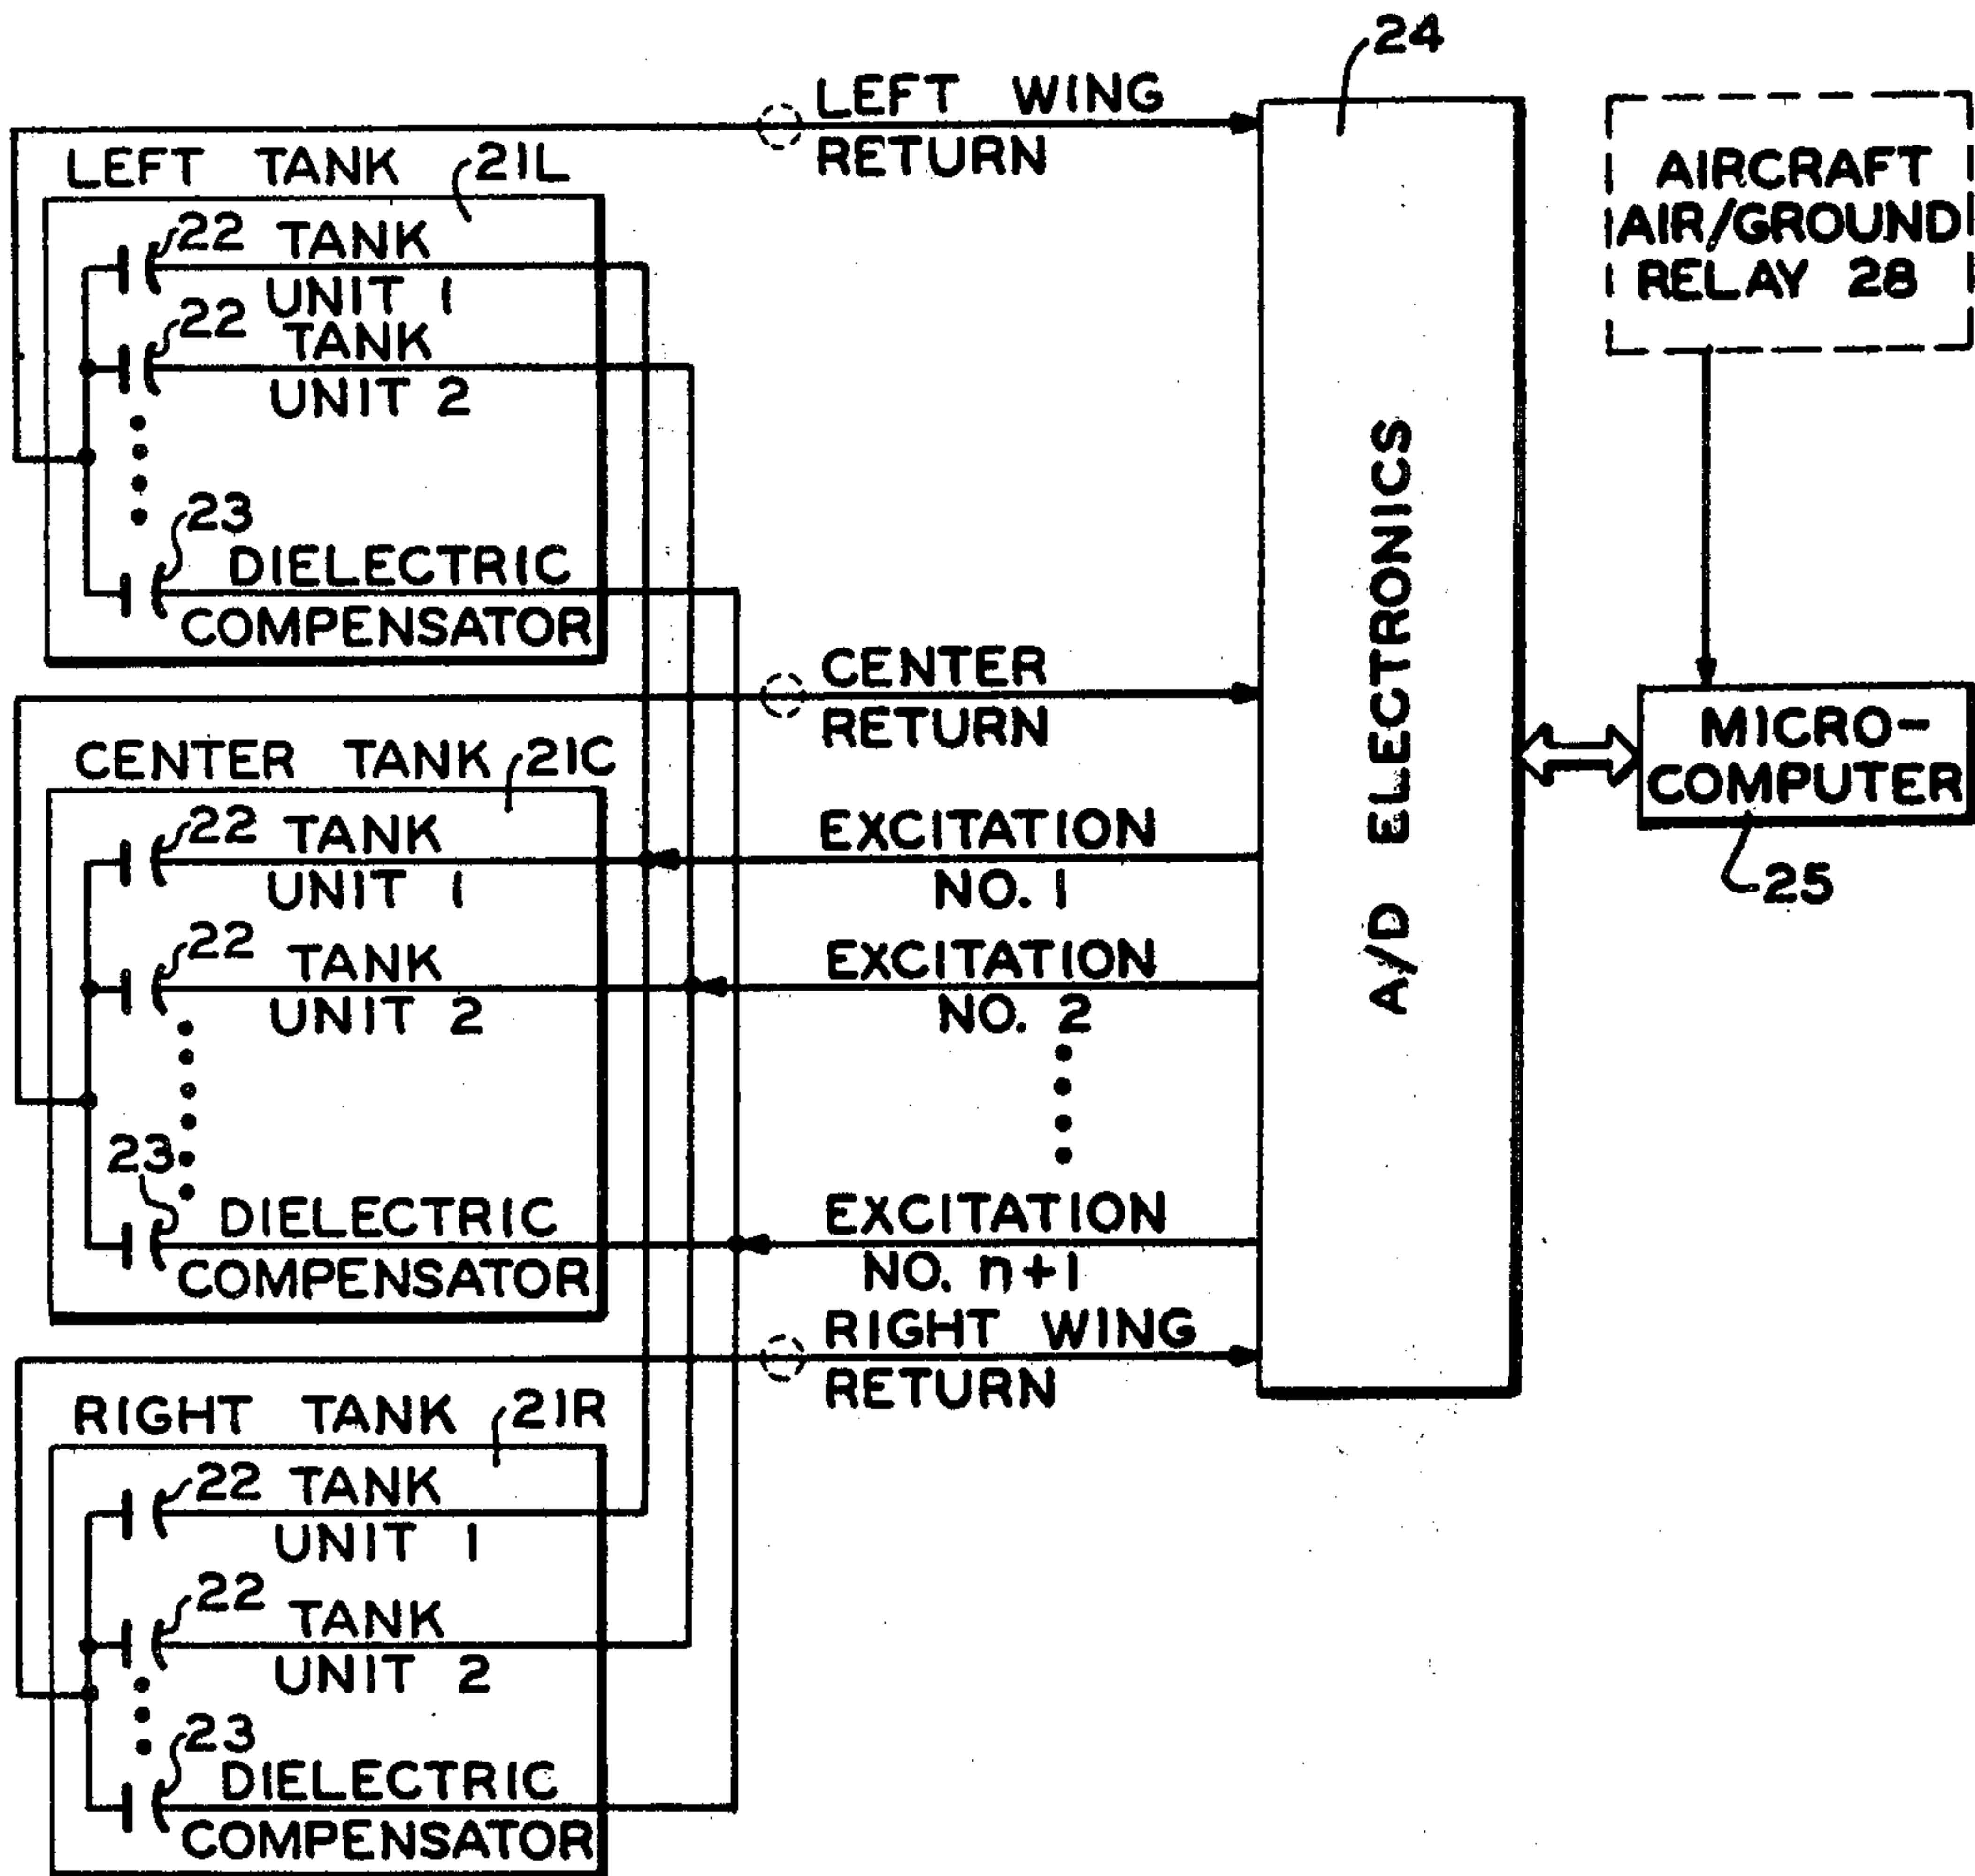 24
LEFT WING
RETURN
AIRCRAFT
AIR/GROUND
RELAY 28
LEFT TANK 21L
22 TANK
UNIT 1
22 TANK
UNIT 2
23
DIELECTRIC
COMPENSATOR
A/D ELECTRONICS
CENTER
RETURN
MICRO-
COMPUTER
25
CENTER TANK 21C
22 TANK
UNIT 1
EXCITATION
NO. 1
22 TANK
UNIT 2
EXCITATION
NO. 2
23
DIELECTRIC
COMPENSATOR
EXCITATION
NO. n+1
RIGHT WING
RETURN
RIGHT TANK 21R
22 TANK
UNIT 1
22 TANK
UNIT 2
23
DIELECTRIC
COMPENSATOR